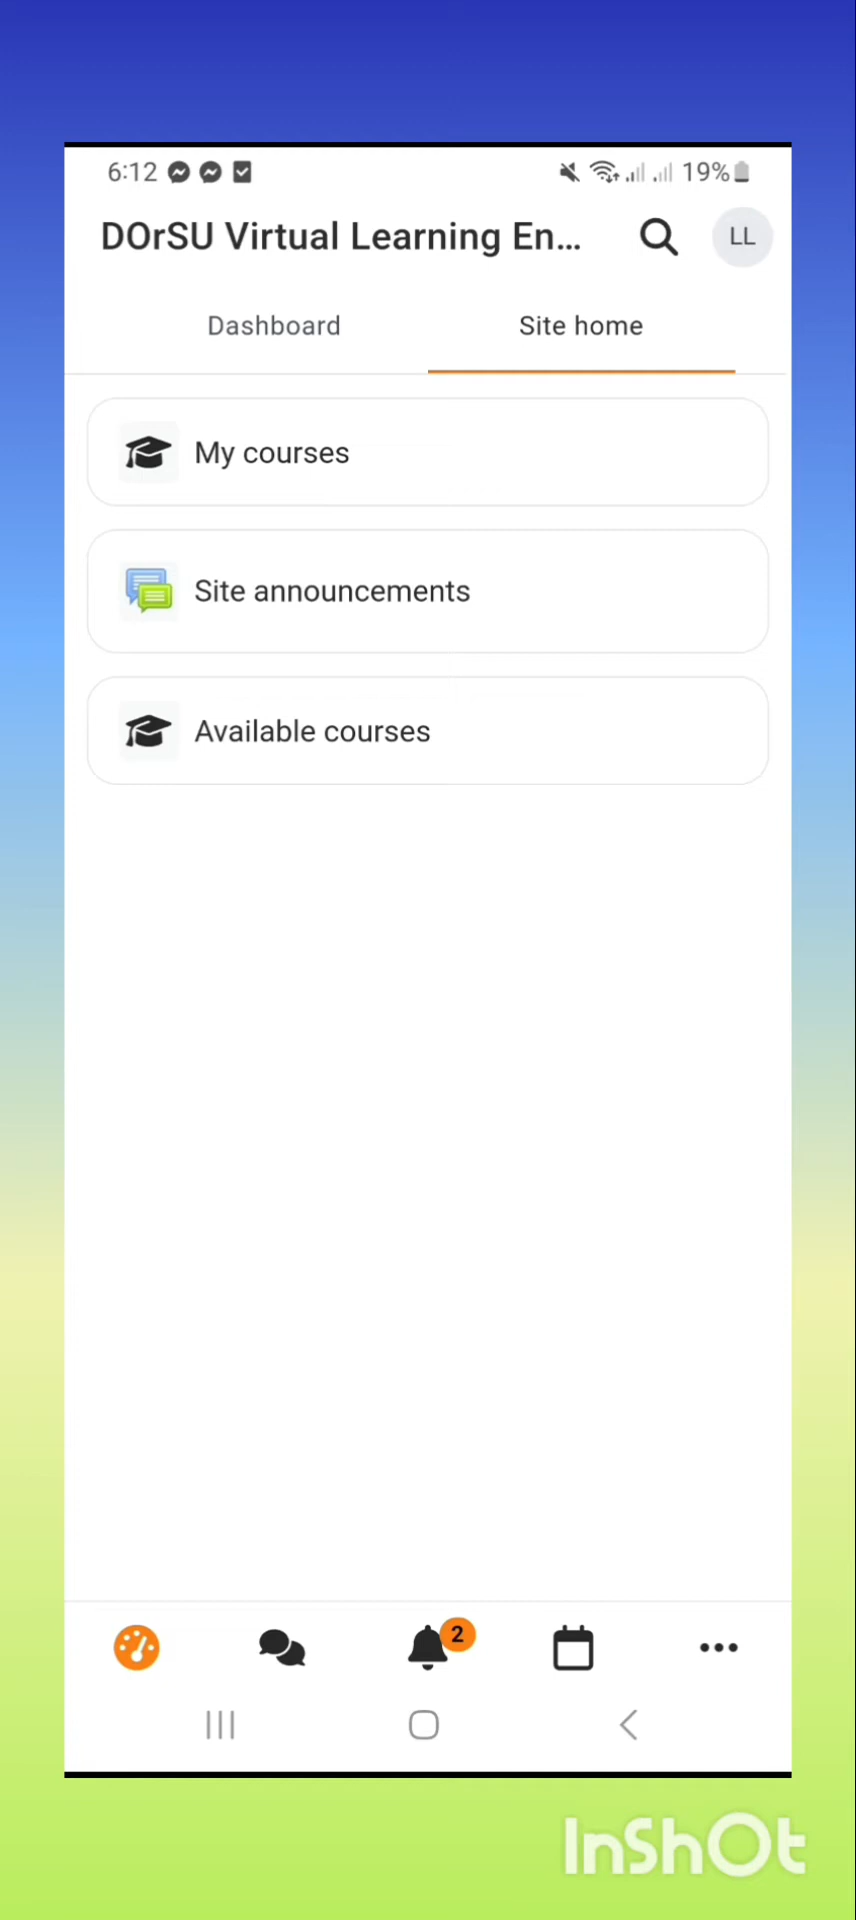 6:12 19%
DOrSU Virtual Learning En... LL
Dashboard Site home
My courses
Site announcements
Available courses
2
InShOt